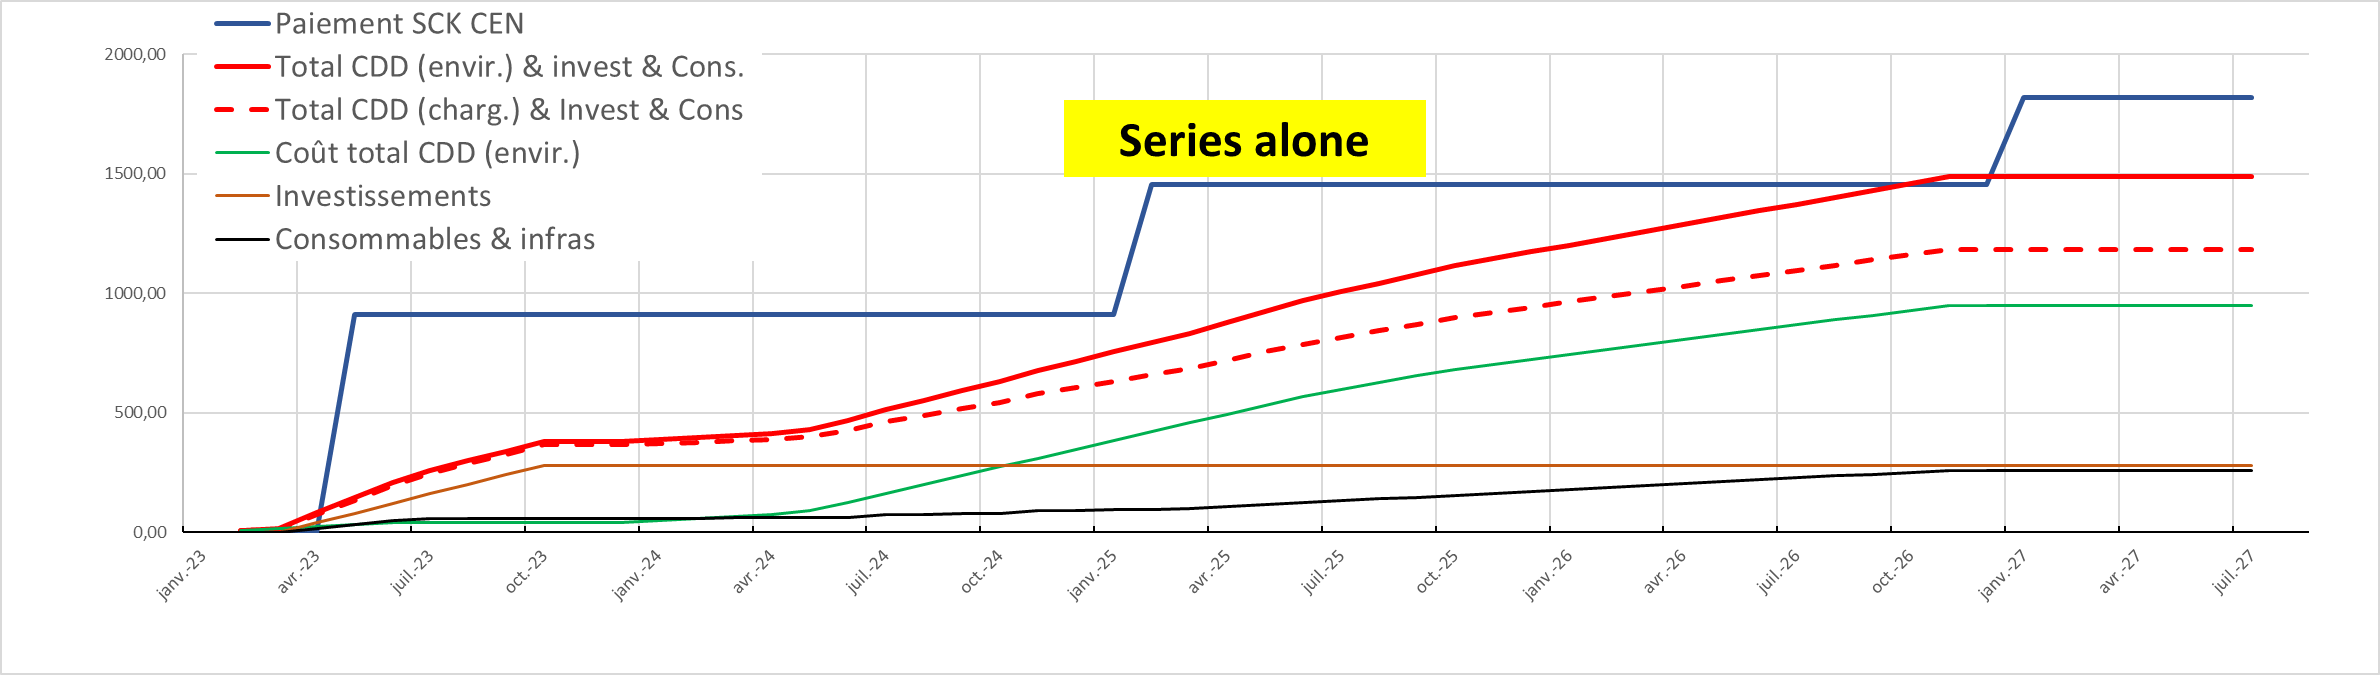 Paiement SCK CEN
Total CDD (envir.) & invest & Cons.
Total CDD (charg.) & Invest & Cons
Coût total CDD (envir.)
Investissements
Consommables & infras
Series alone
2000,00
1500,00
1000,00
500,00
0,00
janv.-23
avr.-23
juil.-23
oct.-23
janv.-24
avr.-24
juil.-24
oct.-24
janv.-25
avr.-25
juil.-25
oct.-25
janv.-26
avr.-26
juil.-26
oct.-26
janv.-27
avr.-27
juil.-27